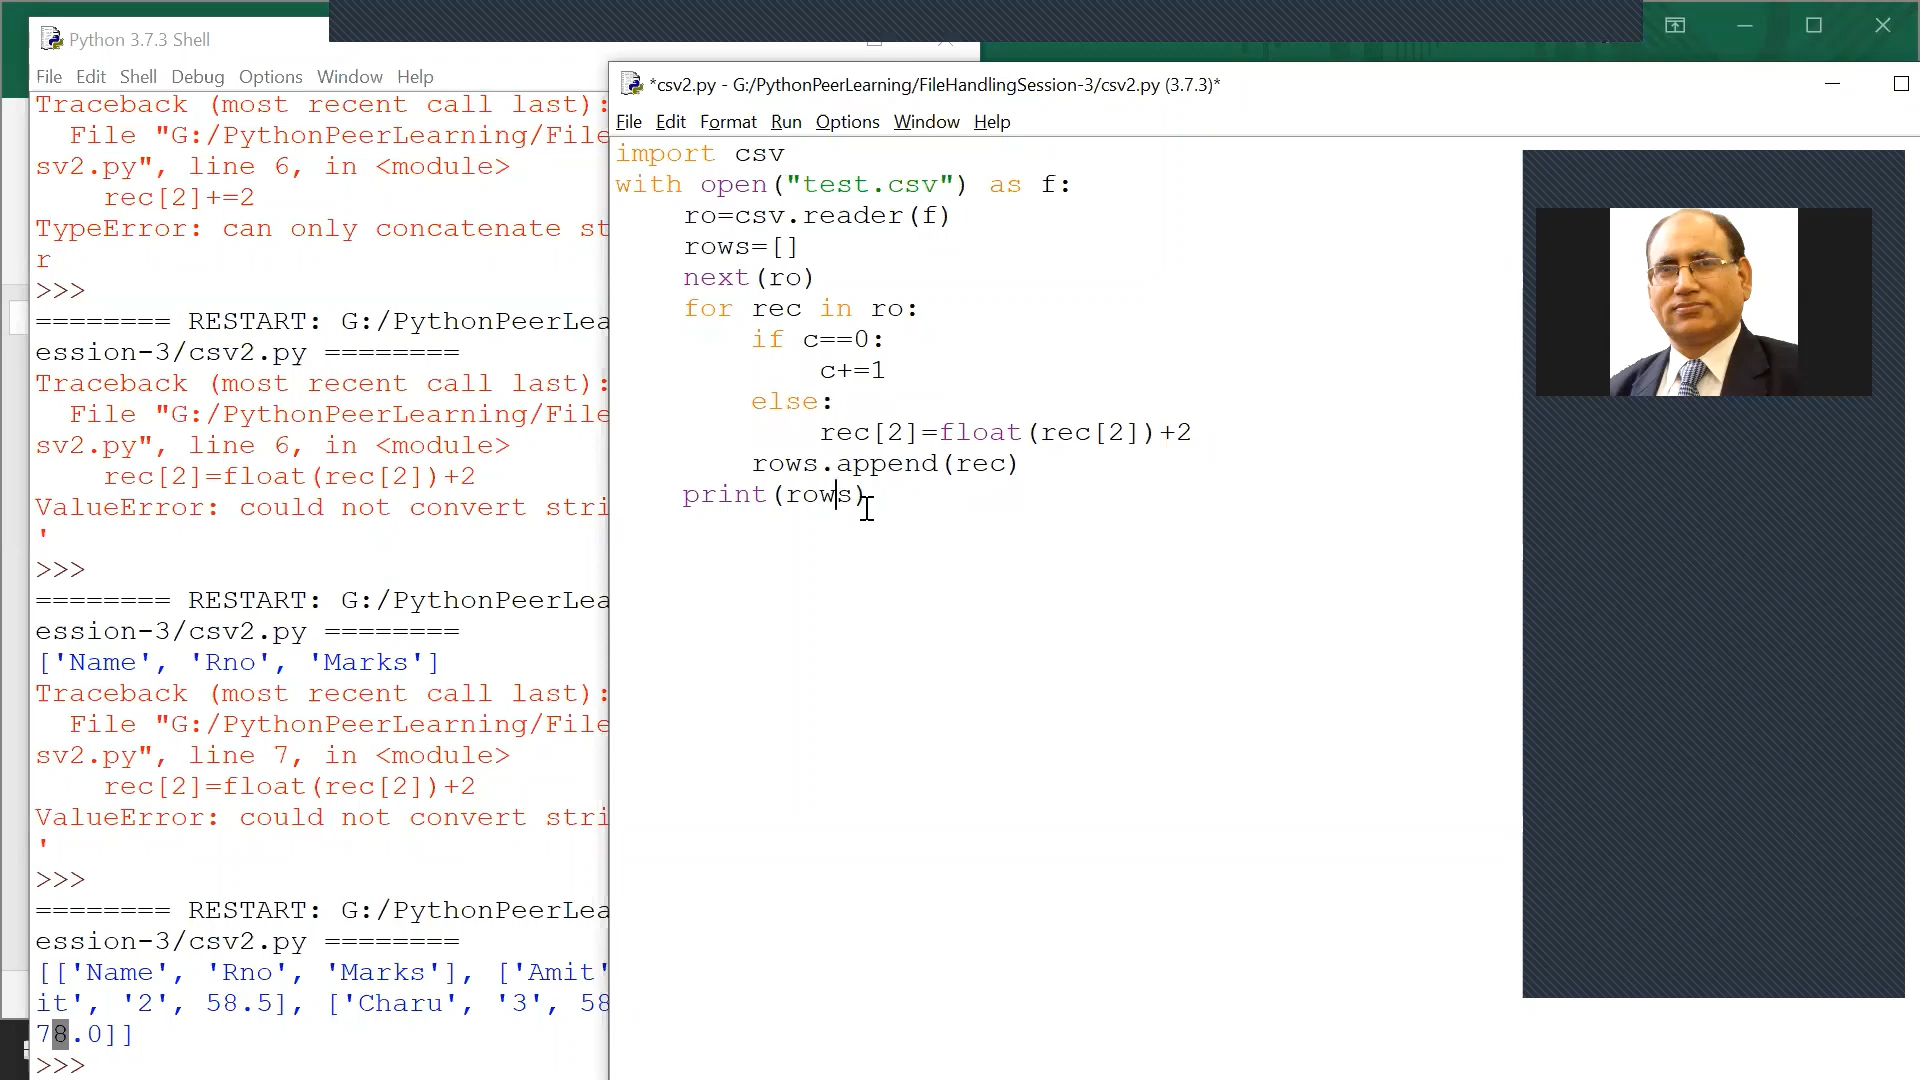 Python 3.7.3 Shell
File Edit Shell Debug Options Window Help
Traceback (most recent call last):
File "G:/PythonPeerLearning/File
sv2.py", line 6, in <module>
rec[2]+=2
TypeError: can only concatenate st
r
>>>
======== RESTART: G:/PythonPeerLea
ession-3/csv2.py ========
Traceback (most recent call last):
File "G:/PythonPeerLearning/File
sv2.py", line 6, in <module>
rec[2]=float(rec[2])+2
ValueError: could not convert stri
'
>>>
======== RESTART: G:/PythonPeerLea
ession-3/csv2.py ========
['Name', 'Rno', 'Marks']
Traceback (most recent call last):
File "G:/PythonPeerLearning/File
sv2.py", line 7, in <module>
rec[2]=float(rec[2])+2
ValueError: could not convert stri
'
>>>
======== RESTART: G:/PythonPeerLea
ession-3/csv2.py ========
[['Name', 'Rno', 'Marks'], ['Amit'
it', '2', 58.5], ['Charu', '3', 58
78.0]]
>>>
*csv2.py - G:/PythonPeerLearning/FileHandlingSession-3/csv2.py (3.7.3)*
File Edit Format Run Options Window Help
import csv
with open("test.csv") as f:
ro=csv.reader(f)
rows=[]
next(ro)
for rec in ro:
if c==0:
c+=1
else:
rec[2]=float(rec[2])+2
rows.append(rec)
print(rows)